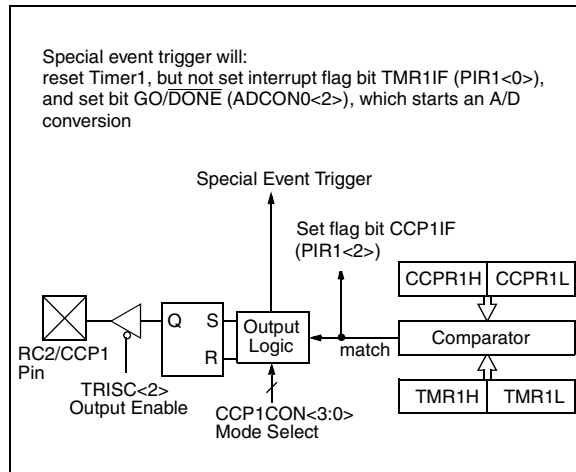 Special event trigger will:
reset Timer1, but not set interrupt flag bit TMR1IF (PIR1<0>),
and set bit GO/DONE (ADCON0<2>), which starts an A/D
conversion
Special Event Trigger
Set flag bit CCP1IF
(PIR1<2>)
CCPR1H CCPR1L
Q S Output
Logic
R
match
Comparator
RC2/CCP1
Pin
TRISC<2>
Output Enable
CCP1CON<3:0>
Mode Select
TMR1H TMR1L